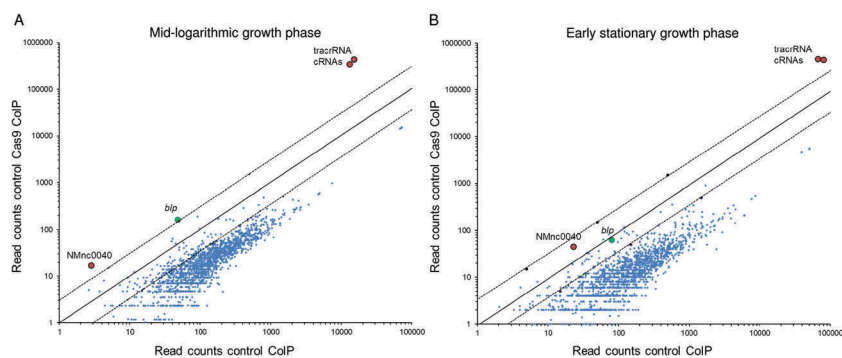 A
Mid-logarithmic growth phase
Read counts control Cas9 CoIP
1000000
100000
10000
1000
100
10
1
tracrRNA
cRNAs
blp
NMnc0040
1
10
100
1000
10000
100000
Read counts control CoIP
B
Early stationary growth phase
Read counts control Cas9 CoIP
1000000
100000
10000
1000
100
10
1
tracrRNA
cRNAs
NMnc0040
blp
1
10
100
1000
10000
100000
Read counts control CoIP